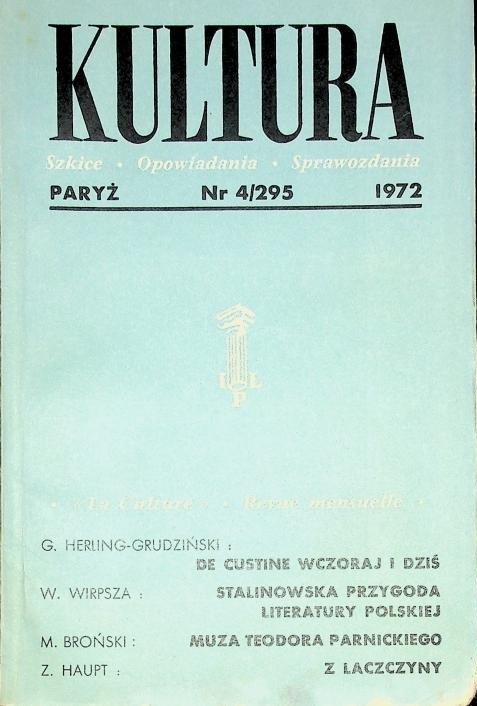 KULTURA
Szkice • Opowiadania • Sprawozdania
PARYŻ Nr 4/295 1972
I L
P
• «La Culture» • Revue mensuelle •
G. HERLING-GRUDZIŃSKI :
DE CUSTINE WCZORAJ I DZIŚ
W. WIRPSZA : STALINOWSKA PRZYGODA
LITERATURY POLSKIEJ
M. BROŃSKI : MUZA TEODORA PARNICKIEGO
Z. HAUPT : Z LACZCZYNY